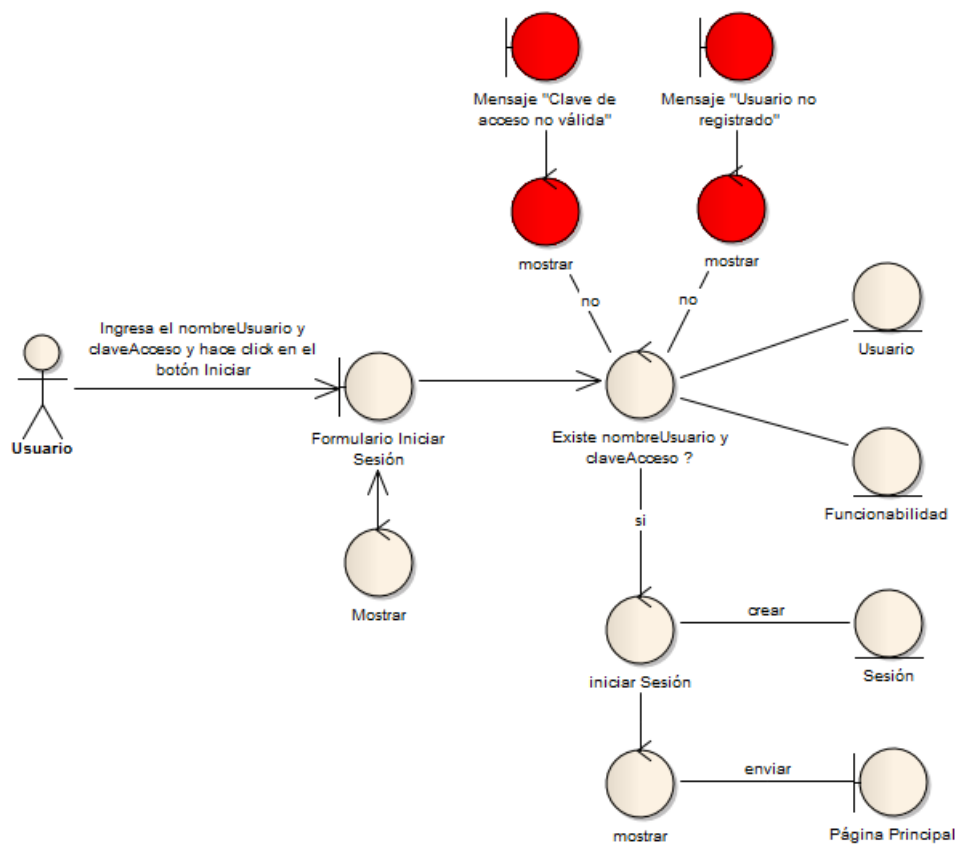 Mensaje "Clave de
acceso no válida"
Mensaje "Usuario no
registrado"
mostrar
mostrar
no
no
Usuario
Ingresa el nombreUsuario y
claveAcceso y hace click en el
botón Iniciar
Usuario
Formulario Iniciar
Sesión
Existe nombreUsuario y
claveAcceso ?
Funcionabilidad
si
Mostrar
crear
iniciar Sesión
Sesión
enviar
mostrar
Página Principal